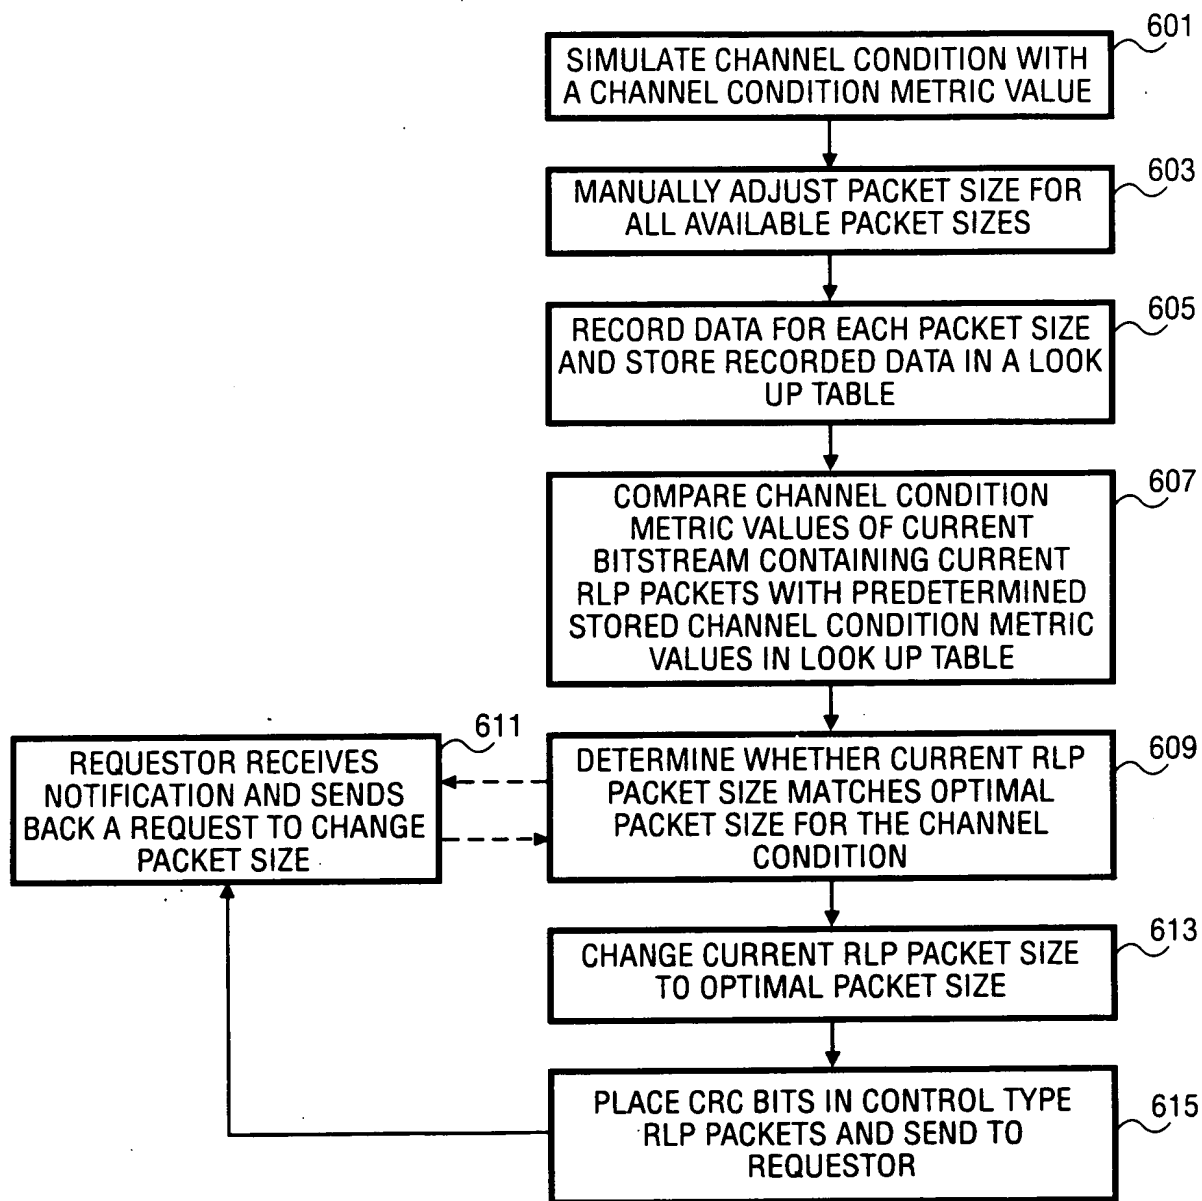 601
SIMULATE CHANNEL CONDITION WITH
A CHANNEL CONDITION METRIC VALUE
603
MANUALLY ADJUST PACKET SIZE FOR
ALL AVAILABLE PACKET SIZES
605
RECORD DATA FOR EACH PACKET SIZE
AND STORE RECORDED DATA IN A LOOK
UP TABLE
607
COMPARE CHANNEL CONDITION
METRIC VALUES OF CURRENT
BITSTREAM CONTAINING CURRENT
RLP PACKETS WITH PREDETERMINED
STORED CHANNEL CONDITION METRIC
VALUES IN LOOK UP TABLE
611
REQUESTOR RECEIVES
NOTIFICATION AND SENDS
BACK A REQUEST TO CHANGE
PACKET SIZE
609
DETERMINE WHETHER CURRENT RLP
PACKET SIZE MATCHES OPTIMAL
PACKET SIZE FOR THE CHANNEL
CONDITION
613
CHANGE CURRENT RLP PACKET SIZE
TO OPTIMAL PACKET SIZE
615
PLACE CRC BITS IN CONTROL TYPE
RLP PACKETS AND SEND TO
REQUESTOR